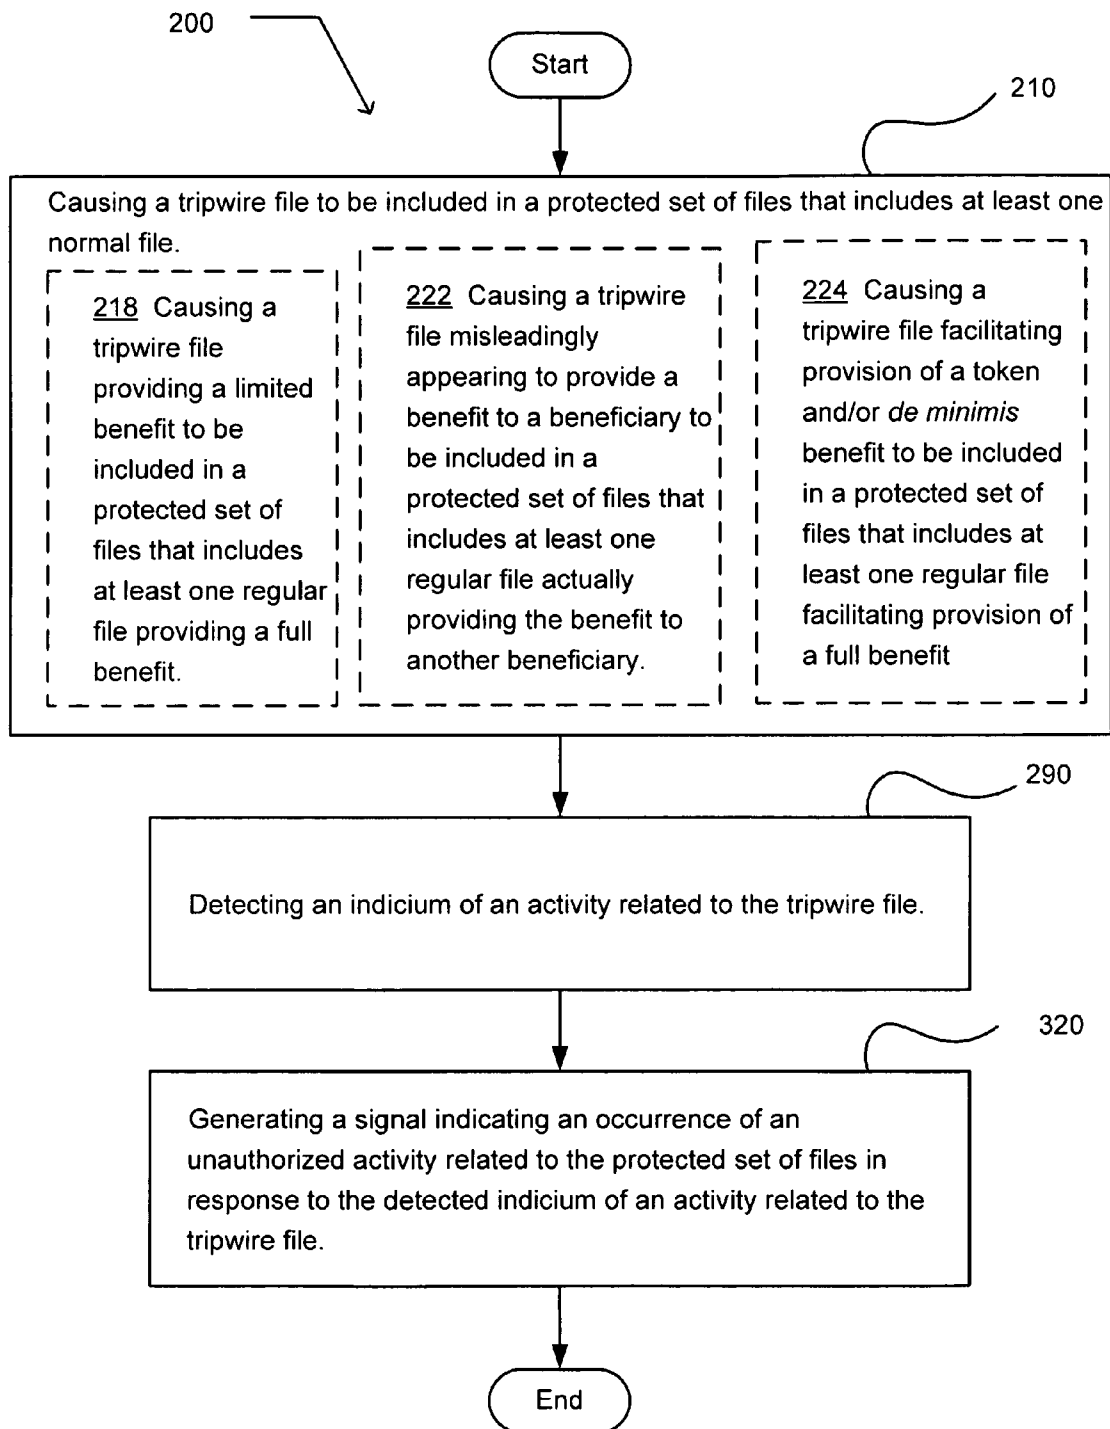 200
Start
210
Causing a tripwire file to be included in a protected set of files that includes at least one
normal file.
218 Causing a
tripwire file
providing a limited
benefit to be
included in a
protected set of
files that includes
at least one regular
file providing a full
benefit.
222 Causing a tripwire
file misleadingly
appearing to provide a
benefit to a beneficiary to
be included in a
protected set of files that
includes at least one
regular file actually
providing the benefit to
another beneficiary.
224 Causing a
tripwire file facilitating
provision of a token
and/or de minimis
benefit to be included
in a protected set of
files that includes at
least one regular file
facilitating provision of
a full benefit
290
Detecting an indicium of an activity related to the tripwire file.
320
Generating a signal indicating an occurrence of an
unauthorized activity related to the protected set of files in
response to the detected indicium of an activity related to the
tripwire file.
End